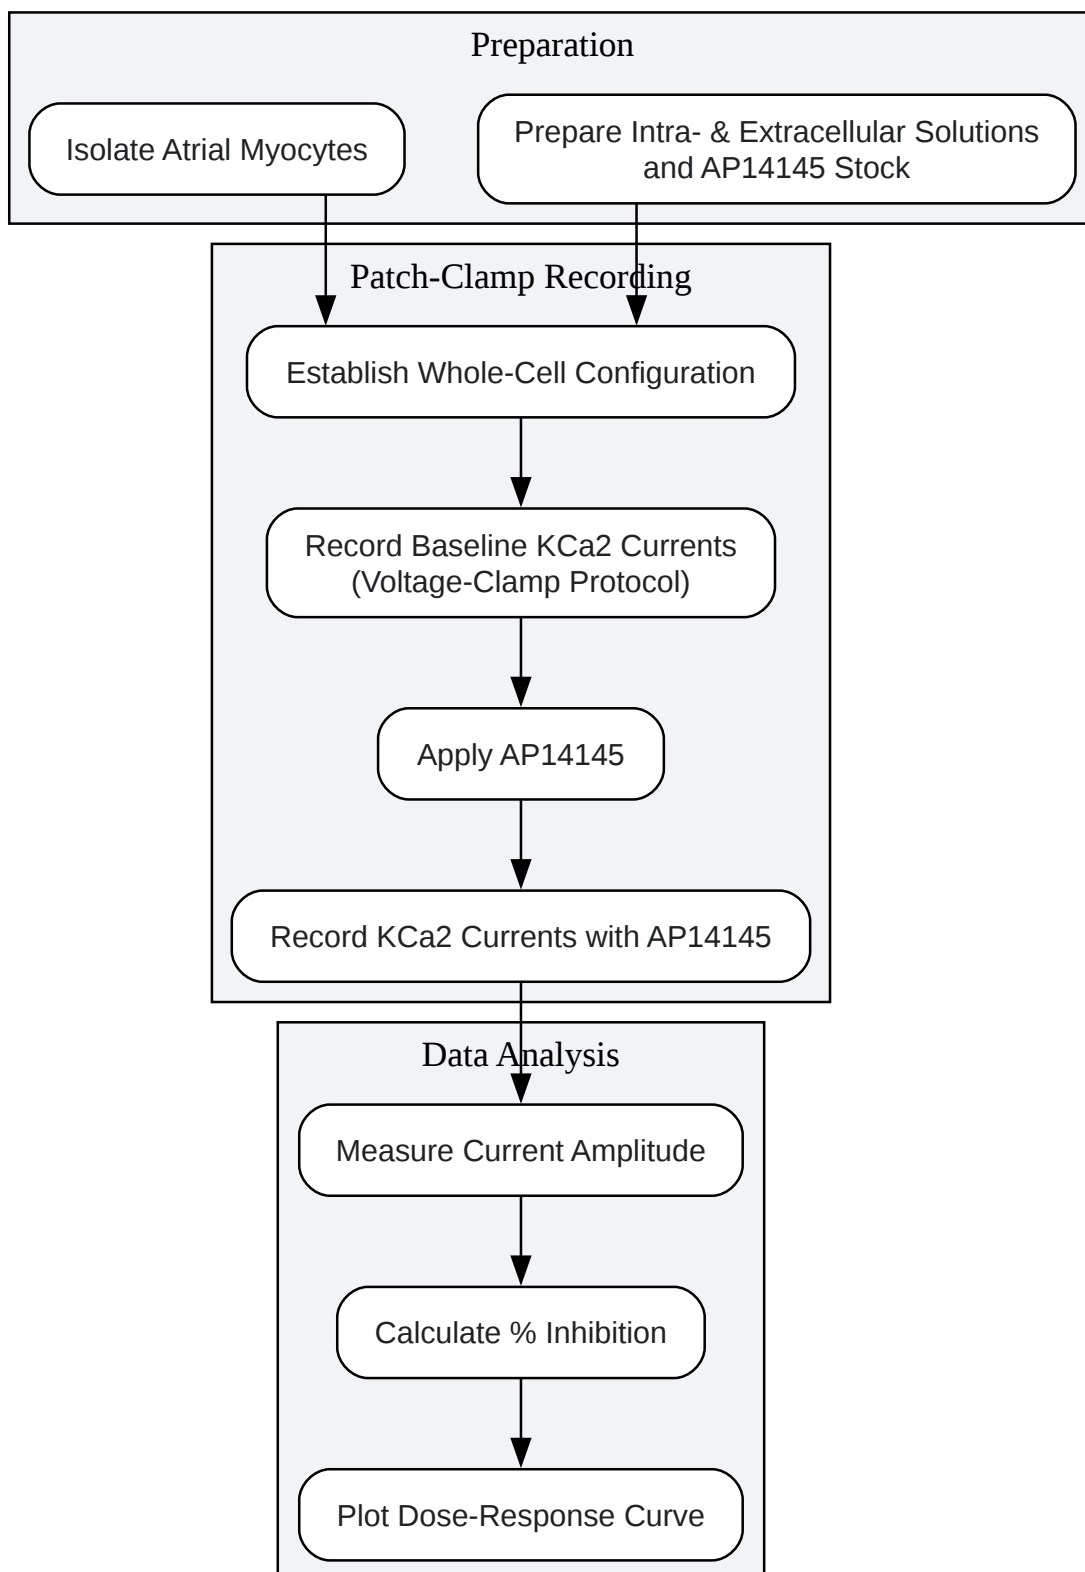 Preparation
Isolate Atrial Myocytes
Prepare Intra- & Extracellular Solutions
and AP14145 Stock
Patch-Clamp Recording
Establish Whole-Cell Configuration
Record Baseline KCa2 Currents
(Voltage-Clamp Protocol)
Apply AP14145
Record KCa2 Currents with AP14145
Data Analysis
Measure Current Amplitude
Calculate % Inhibition
Plot Dose-Response Curve